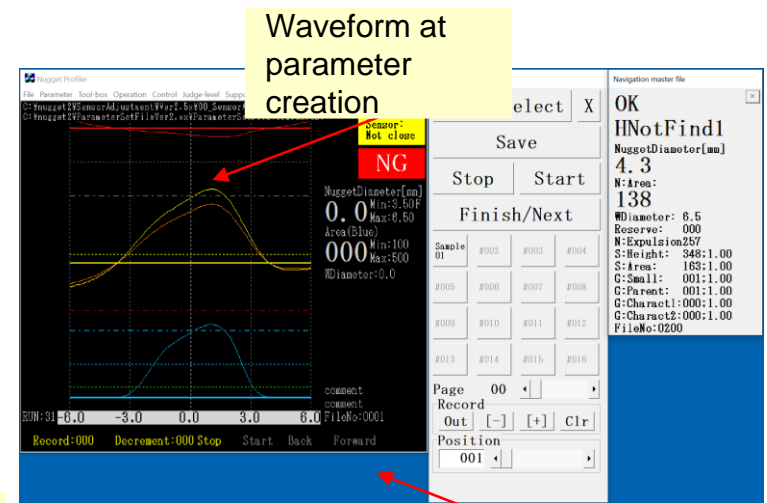 Waveform at
parameter
creation
Nugget Profiler
File Parameter Tool-box Operation Control Judge-level
C:¥nugget2¥SensorAdjustment¥Ver2.5x¥00_Sensor
C:¥nugget2¥ParameterSetFileVer2.xx¥Parameter
Sensor:
Not close
NG
NuggetDiameter[mm]
0.0 Min:3.50F
Max:6.50
Area(Blue)
000 Min:100
Max:500
WDiameter:0.0
comment
comment
RUN:31 -6.0 -3.0 0.0 3.0 6.0 FileNo:0001
Record:000 Decrement:000 Stop Start Back Forward
elect X
Save
Stop Start
Finish/Next
Sample
01 #002 #003 #004
#005 #006 #007 #008
#009 #010 #011 #012
#013 #014 #015 #016
Page 00
Record
Out [-] [+] Clr
Position
001
Navigation master file
OK
HNotFind1
NuggetDiameter[mm]
4.3
N:Area:
138
WDiameter: 6.5
Reserve: 000
N:Expulsion257
S:Height: 348;1.00
S:Area: 163;1.00
G:Small: 001;1.00
G:Parent: 001;1.00
G:Charact1:000;1.00
G:Charact2:000;1.00
FileNo:0200